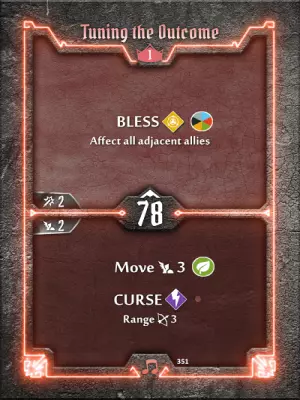 Tuning the Outcome
1
BLESS
Affect all adjacent allies
2
2
78
Move 3
CURSE
Range 3
351